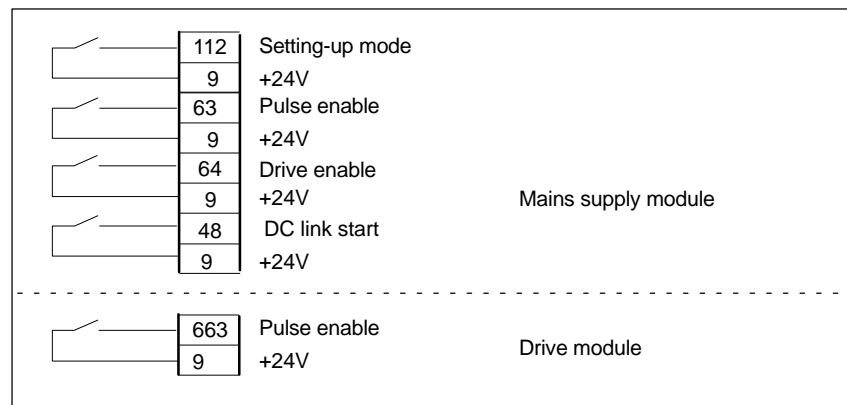 112 Setting-up mode
9 +24V
63 Pulse enable
9 +24V
64 Drive enable
9 +24V
Mains supply module
48 DC link start
9 +24V
663 Pulse enable
9 +24V
Drive module